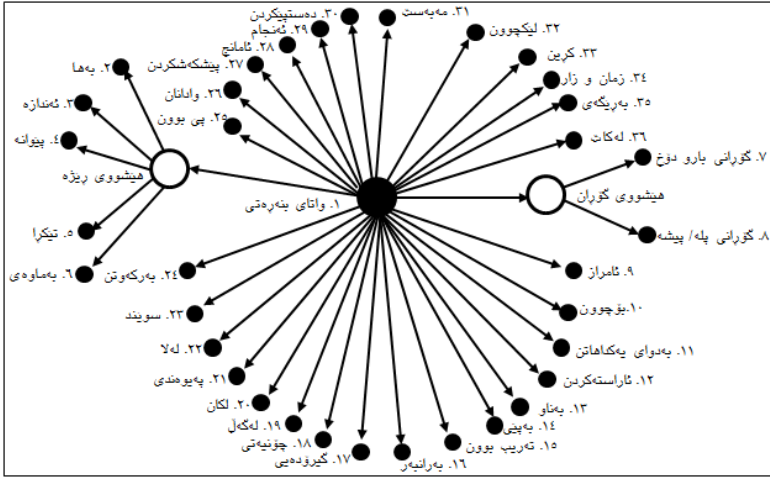 ١. واتای بنەڕەتی
هێشووی ڕێژە
٢. بەها
٣. ئەندازە
٤. پێوانە
٥. تێکڕا
٦. بەماوەی
هێشووی گۆڕان
٧. گۆڕانی بارو دۆخ
٨. گۆڕانی پلە/ پیشە
٩. ئامراز
١٠.بۆچوون
١١. بەدوای یەکداهاتن
١٢. ئاراستەکردن
١٣. بەناو
١٤. بەپێی
١٥. تەریب بوون
١٦. بەرانبەر
١٧. گیرۆدەیی
١٨. چۆنیەتی
١٩. لەگەڵ
٢٠. لکان
٢١. پەیوەندی
٢٢. لەلا
٢٣. سوێند
٢٤. بەرکەوتن
٢٥. پێ بوون
٢٦. وادانان
٢٧. پێشکەشکردن
٢٨. ئامانج
٢٩. ئەنجام
٣٠. دەستپێکردن
٣١. مەبەست
٣٢. لێکچوون
٣٣. کڕین
٣٤. زمان و زار
٣٥. بەڕێگەی
٣٦. لەکات